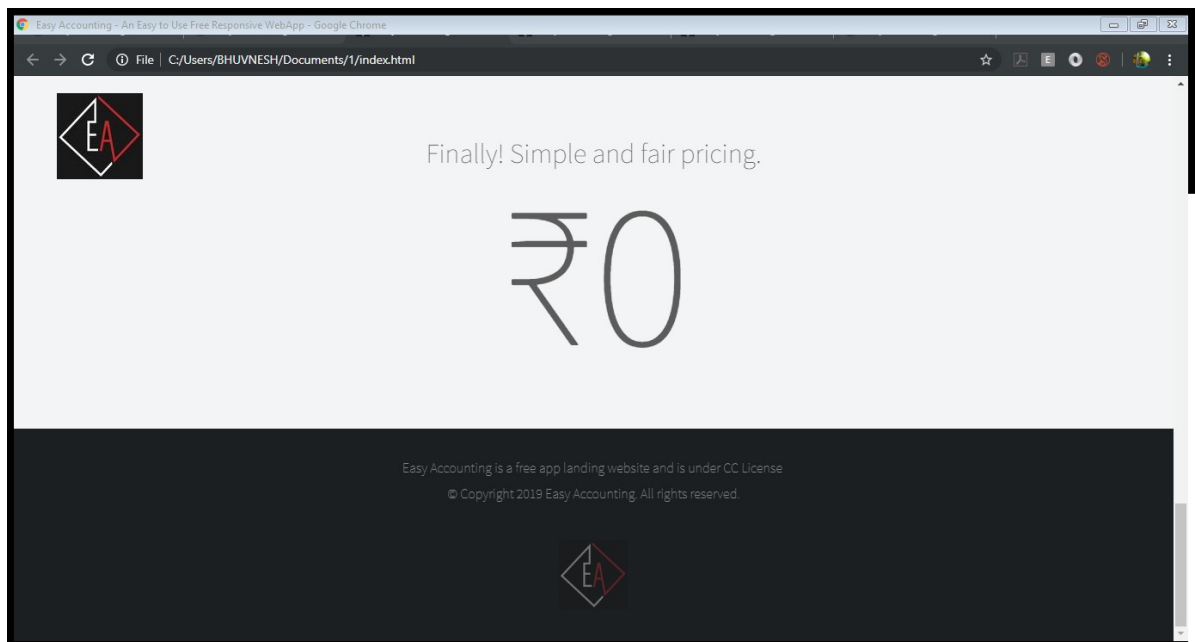 Easy Accounting - An Easy to Use Free Responsive WebApp - Google Chrome
File | C:/Users/BHUVNESH/Documents/1/index.html
E
EA
Finally! Simple and fair pricing.
₹0
Easy Accounting is a free app landing website and is under CC License
© Copyright 2019 Easy Accounting. All rights reserved.
EA